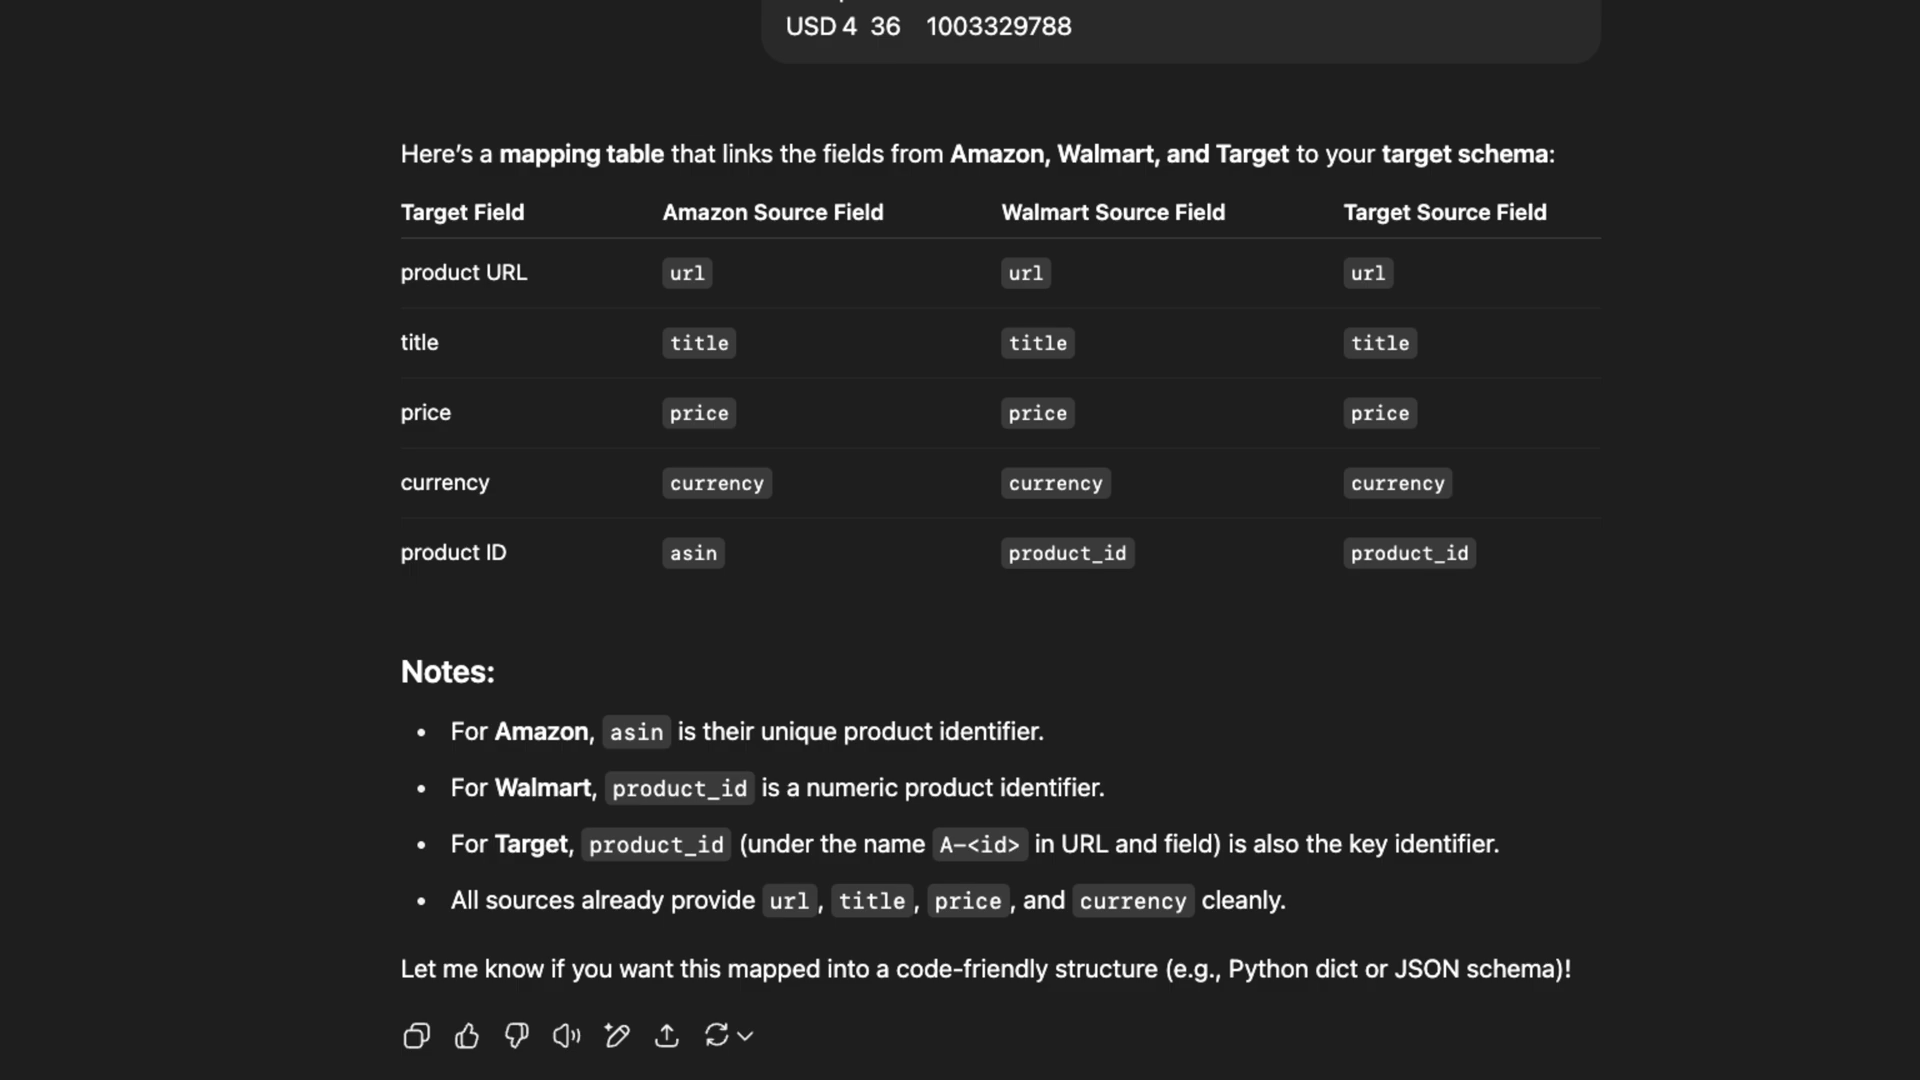 USD 4 36 1003329788
Here’s a mapping table that links the fields from Amazon, Walmart, and Target to your target schema:
Target Field Amazon Source Field Walmart Source Field Target Source Field
product URL url url url
title title title title
price price price price
currency currency currency currency
product ID asin product_id product_id
Notes:
• For Amazon, asin is their unique product identifier.
• For Walmart, product_id is a numeric product identifier.
• For Target, product_id (under the name A-<id> in URL and field) is also the key identifier.
• All sources already provide url, title, price, and currency cleanly.
Let me know if you want this mapped into a code-friendly structure (e.g., Python dict or JSON schema)!